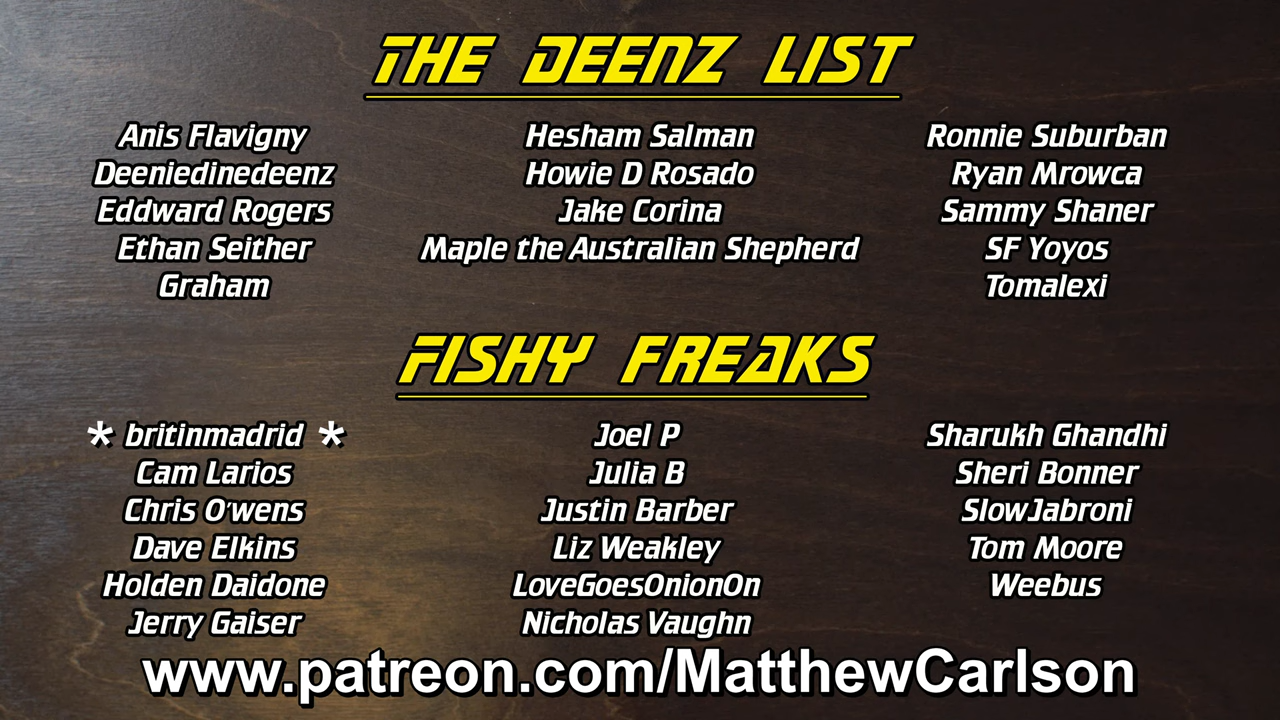 THE DEENZ LIST
Anis Flavigny
Deeniedinedeenz
Eddward Rogers
Ethan Seither
Graham
Hesham Salman
Howie D Rosado
Jake Corina
Maple the Australian Shepherd
Ronnie Suburban
Ryan Mrowca
Sammy Shaner
SF Yoyos
Tomalexi
FISHY FREAKS
* britinmadrid *
Cam Larios
Chris O'wens
Dave Elkins
Holden Daidone
Jerry Gaiser
Joel P
Julia B
Justin Barber
Liz Weakley
LoveGoesOnionOn
Nicholas Vaughn
Sharukh Ghandhi
Sheri Bonner
SlowJabroni
Tom Moore
Weebus
www.patreon.com/MatthewCarlson